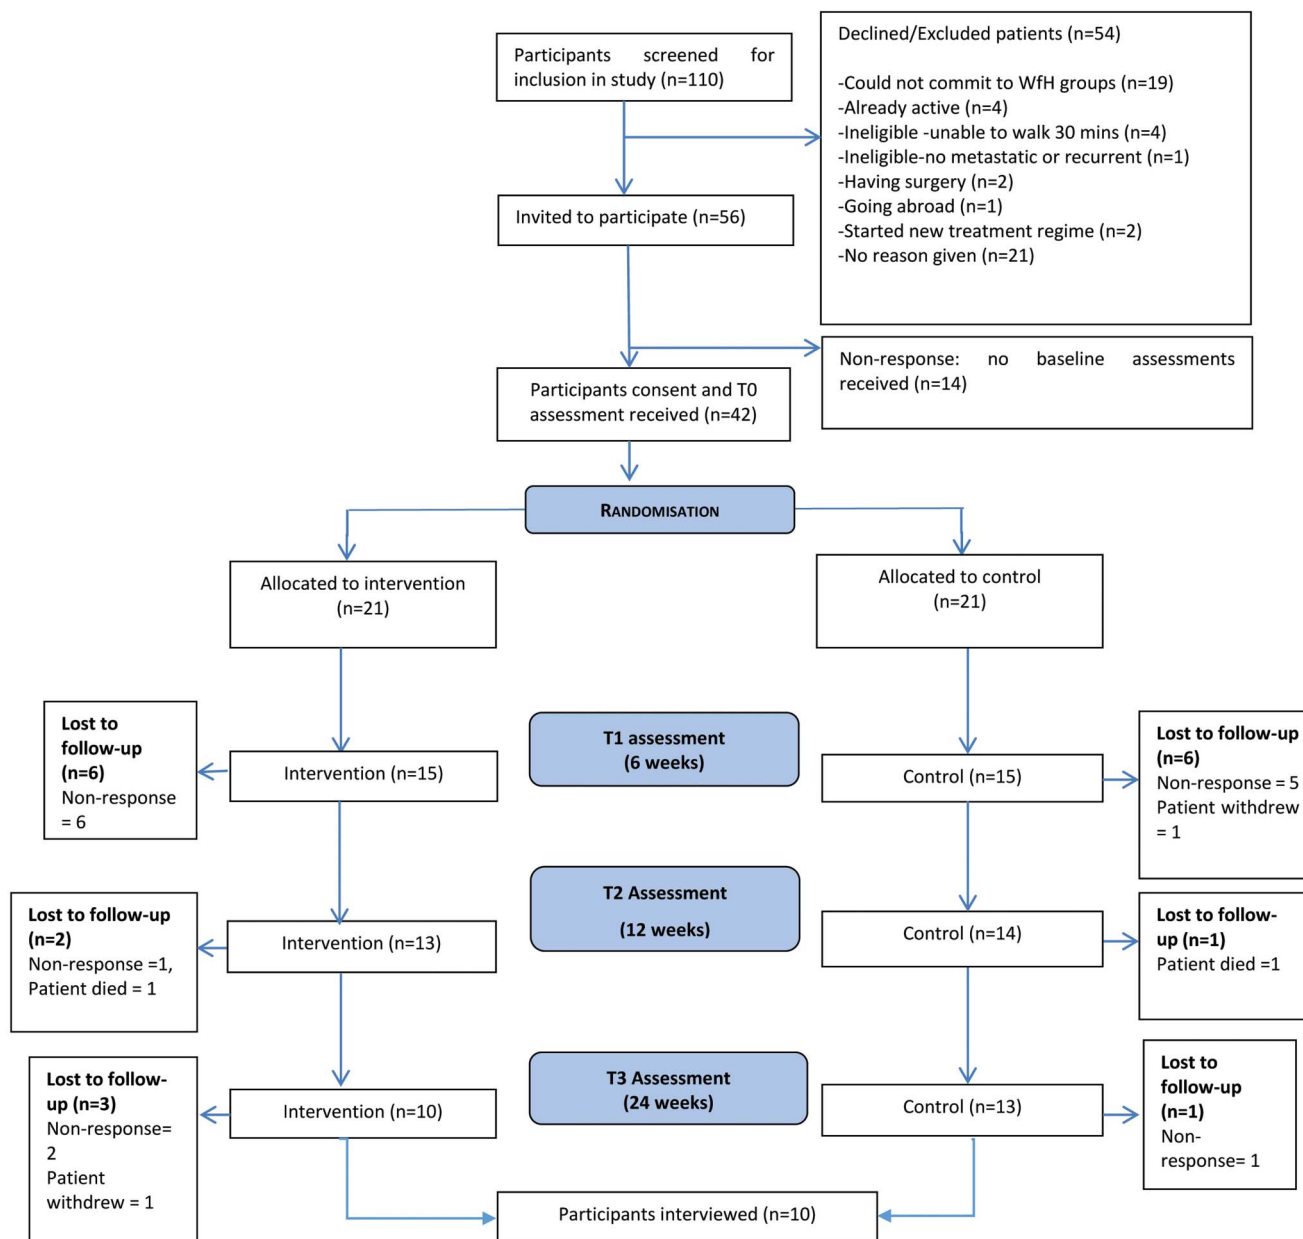 Participants screened for
inclusion in study (n=110)
Declined/Excluded patients (n=54)
-Could not commit to WfH groups (n=19)
-Already active (n=4)
-Ineligible -unable to walk 30 mins (n=4)
-Ineligible-no metastatic or recurrent (n=1)
-Having surgery (n=2)
-Going abroad (n=1)
-Started new treatment regime (n=2)
-No reason given (n=21)
Invited to participate (n=56)
Non-response: no baseline assessments
received (n=14)
Participants consent and T0
assessment received (n=42)
RANDOMISATION
Allocated to intervention
(n=21)
Allocated to control
(n=21)
Lost to
follow-up
(n=6)
Non-response
= 6
Intervention (n=15)
T1 assessment
(6 weeks)
Control (n=15)
Lost to follow-up
(n=6)
Non-response = 5
Patient withdrew
= 1
Lost to follow-up
(n=2)
Non-response =1,
Patient died = 1
Intervention (n=13)
T2 Assessment
(12 weeks)
Control (n=14)
Lost to follow-
up (n=1)
Patient died =1
Lost to follow-
up (n=3)
Non-response=
2
Patient
withdrew = 1
Intervention (n=10)
T3 Assessment
(24 weeks)
Control (n=13)
Lost to
follow-up
(n=1)
Non-
response= 1
Participants interviewed (n=10)